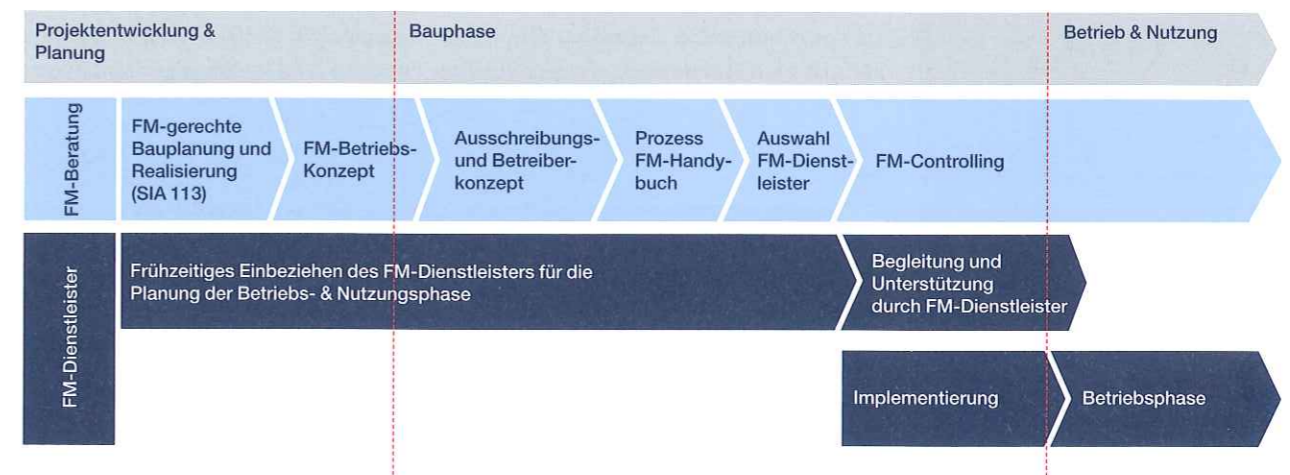 Projektentwicklung &
Planung
Bauphase
Betrieb & Nutzung
FM-Beratung
FM-gerechte
Bauplanung und
Realisierung
(SIA 113)
FM-Betriebs-
Konzept
Ausschreibungs-
und Betreiber-
konzept
Prozess
FM-Handy-
buch
Auswahl
FM-Dienst-
leister
FM-Controlling
FM-Dienstleister
Frühzeitiges Einbeziehen des FM-Dienstleisters für die
Planung der Betriebs- & Nutzungsphase
Begleitung und
Unterstützung
durch FM-Dienstleister
Implementierung
Betriebsphase